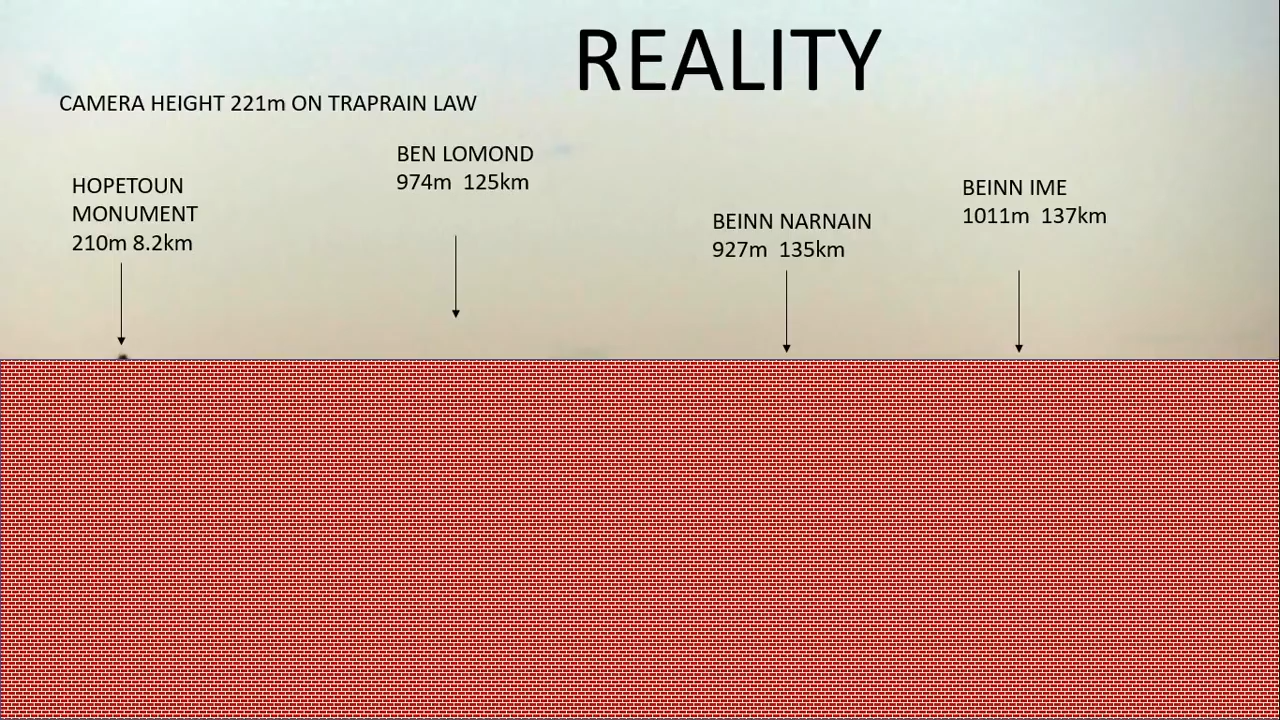 REALITY
CAMERA HEIGHT 221m ON TRAPRAIN LAW
BEN LOMOND
974m 125km
HOPETOUN
MONUMENT
210m 8.2km
BEINN NARNAIN
927m 135km
BEINN IME
1011m 137km